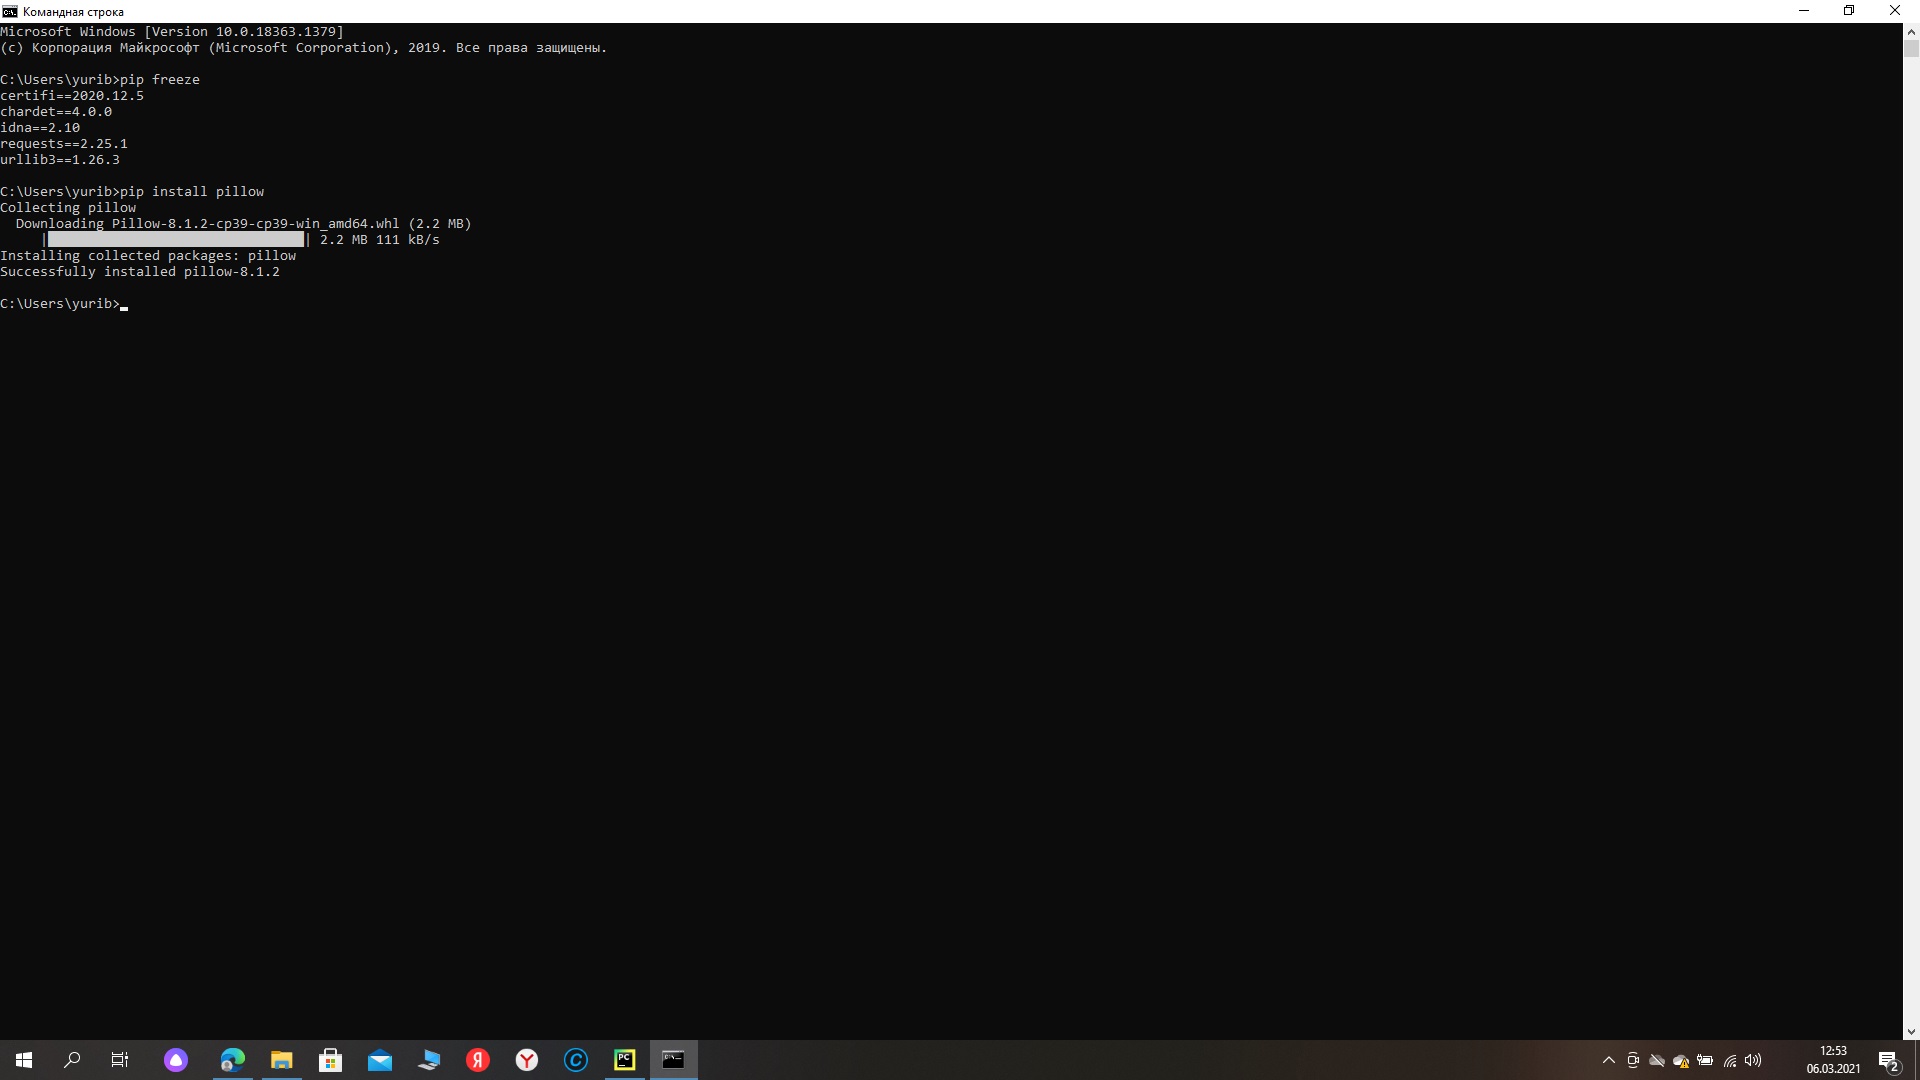 Командная строка
Microsoft Windows [Version 10.0.18363.1379]
(c) Корпорация Майкрософт (Microsoft Corporation), 2019. Все права защищены.
C:\Users\yurib>pip freeze
certifi==2020.12.5
chardet==4.0.0
idna==2.10
requests==2.25.1
urllib3==1.26.3
C:\Users\yurib>pip install pillow
Collecting pillow
Downloading Pillow-8.1.2-cp39-cp39-win_amd64.whl (2.2 MB)
|████████████████████████████████| 2.2 MB 111 kB/s
Installing collected packages: pillow
Successfully installed pillow-8.1.2
C:\Users\yurib>
12:53
06.03.2021
2